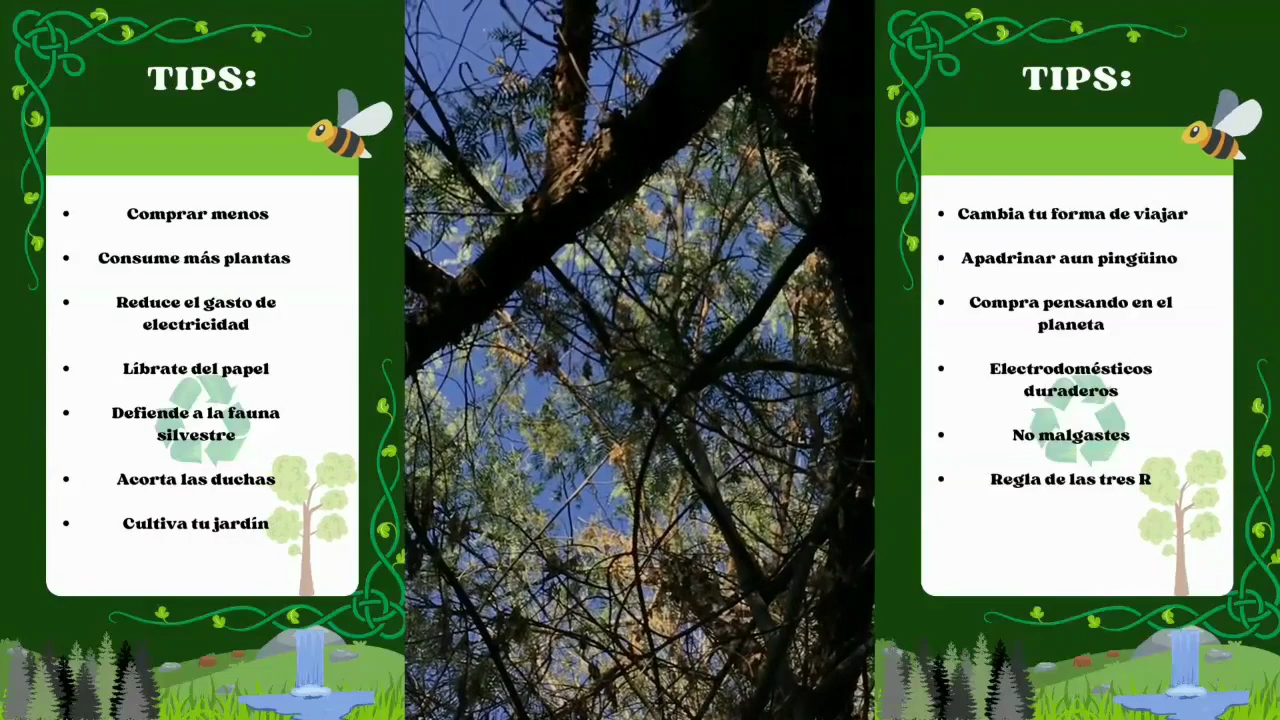 TIPS:
• Comprar menos
• Consume más plantas
• Reduce el gasto de
electricidad
• Líbrate del papel
• Defiende a la fauna
silvestre
• Acorta las duchas
• Cultiva tu jardín
TIPS:
• Cambia tu forma de viajar
• Apadrinar aun pingüino
• Compra pensando en el
planeta
• Electrodomésticos
duraderos
• No malgastes
• Regla de las tres R